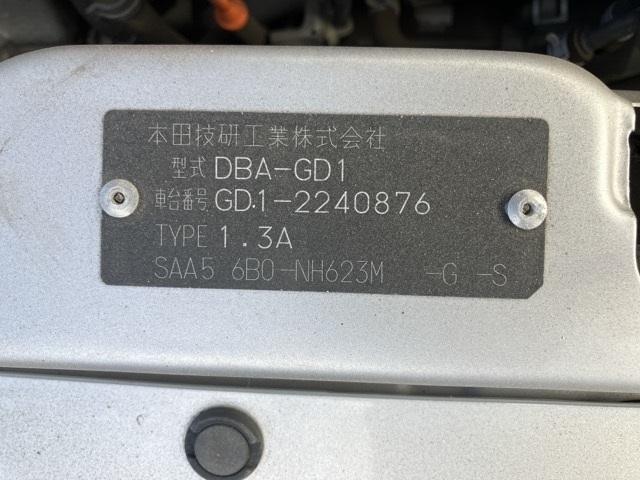 本田技研工業株式会社
型式 DBA-GD1
車台番号 GD1-2240876
TYPE 1.3A
SAA5 6B0-NH623M -G -S